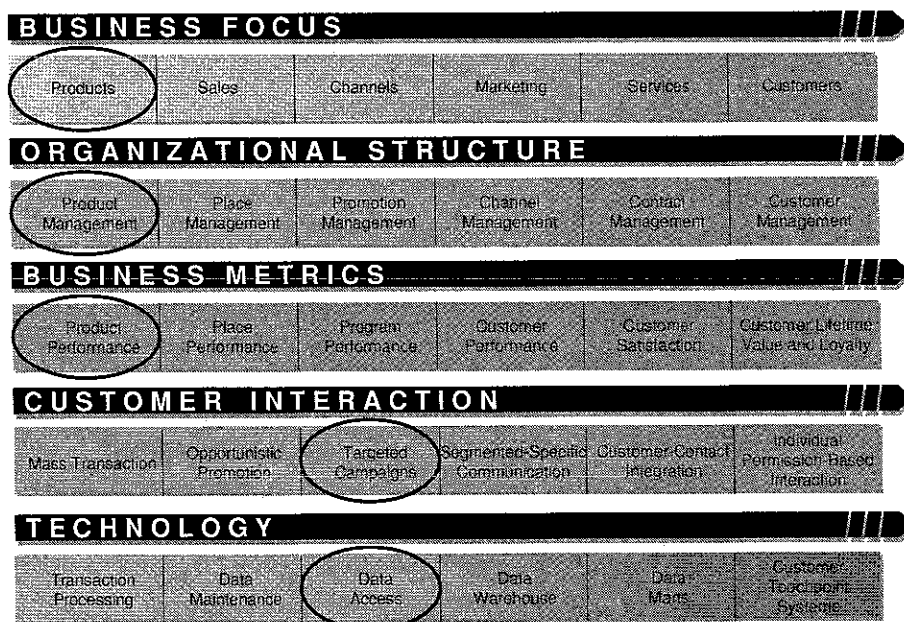 BUSINESS FOCUS
Products Sales Channels Marketing Services Customers
ORGANIZATIONAL STRUCTURE
Product Place Promotion Channel Contact Customer
Management Management Management Management Management Management
BUSINESS METRICS
Product Place Program Customer Customer Customer Lifetime
Performance Performance Performance Performance Satisfaction Value and Loyalty
CUSTOMER INTERACTION
Mass Transaction
Opportunistic
Promotion
Targeted
Campaigns
Segmented-Specific
Communication
Customer-Contact
Integration
Individual
Permission-Based
Interaction
TECHNOLOGY
Transaction
Processing
Data
Maintenance
Data
Access
Data
Warehouse
Data
Marts
Customer
Touchpoint
Systems